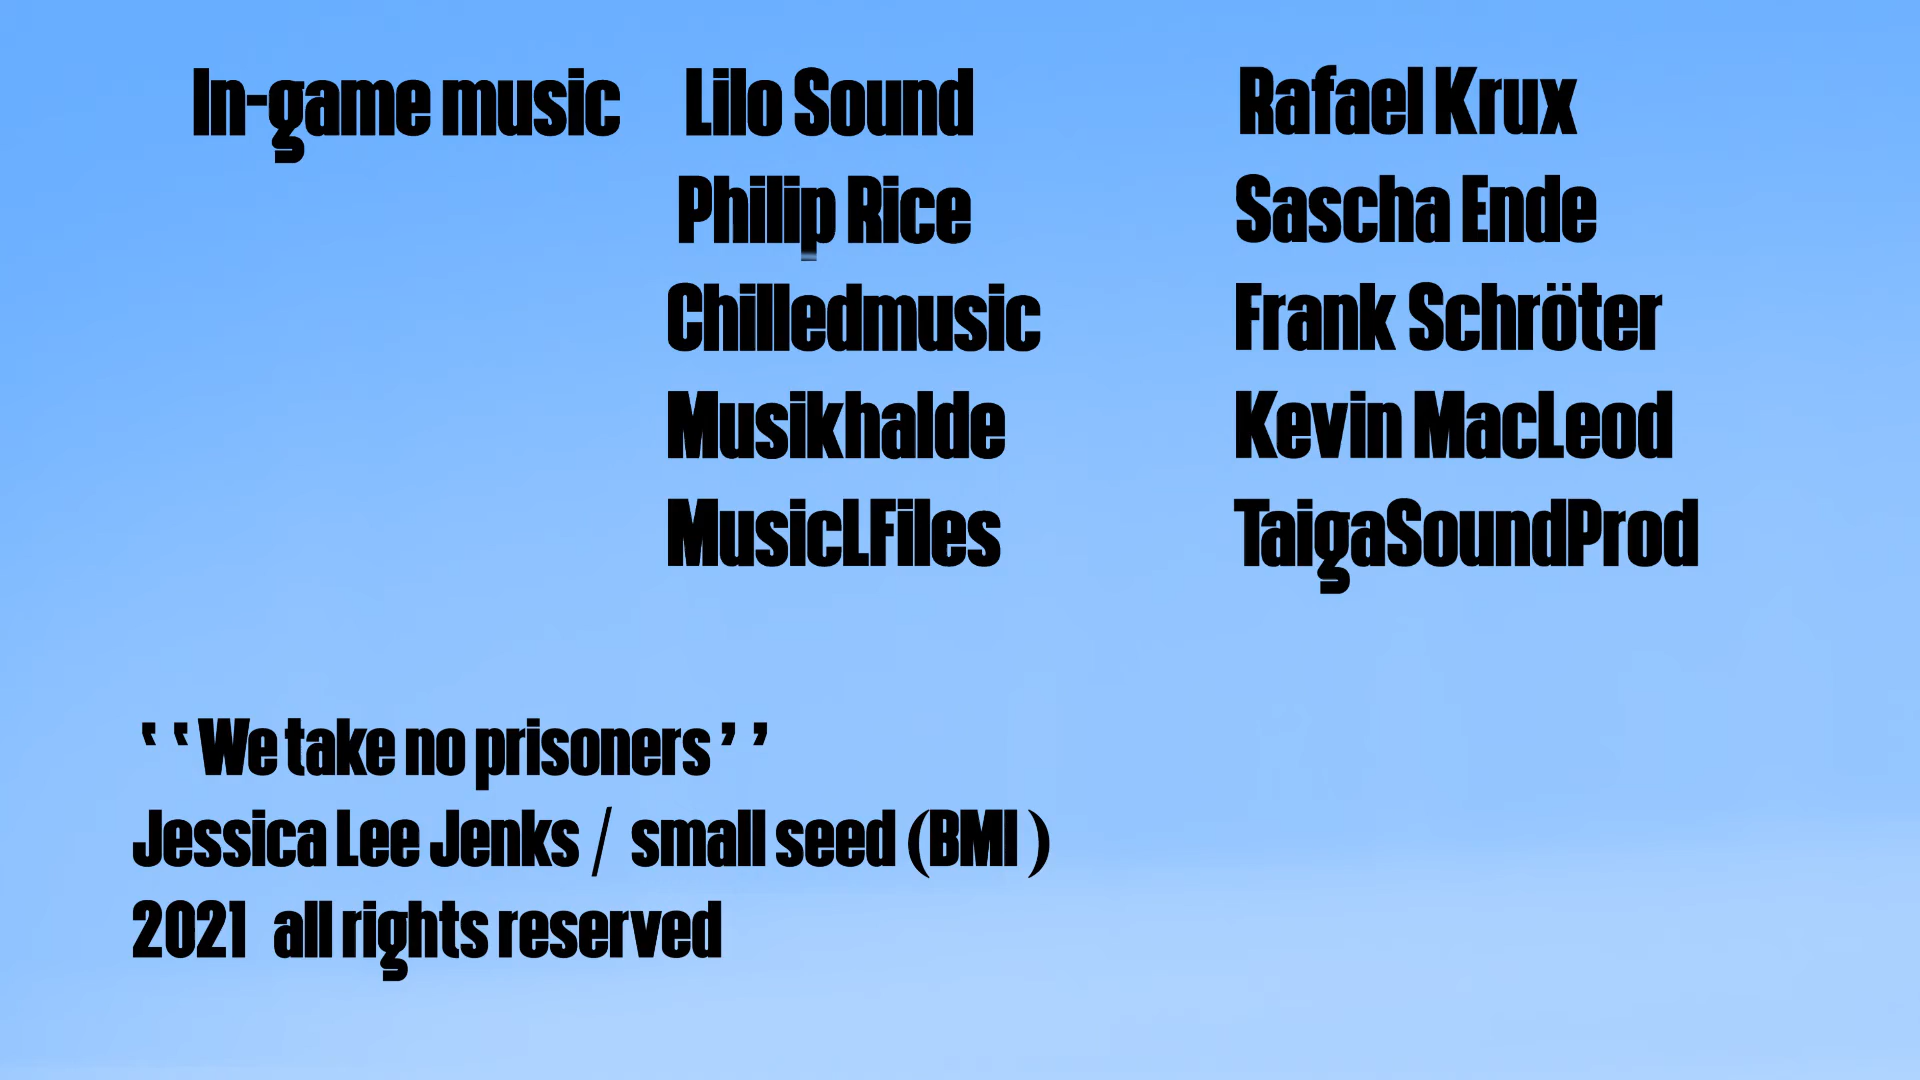 In-game music Lilo Sound Rafael Krux
Philip Rice Sascha Ende
Chilledmusic Frank Schröter
Musikhalde Kevin MacLeod
MusicLFiles TaigaSoundProd
‘‘We take no prisoners’’
Jessica Lee Jenks / small seed (BMI )
2021 all rights reserved